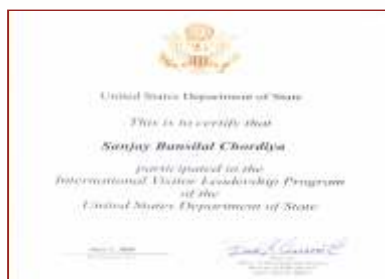 United States Department of State
This is to certify that
Sanjay Bansilal Chordiya
participated in the
International Visitor Leadership Program
of the
United States Department of State